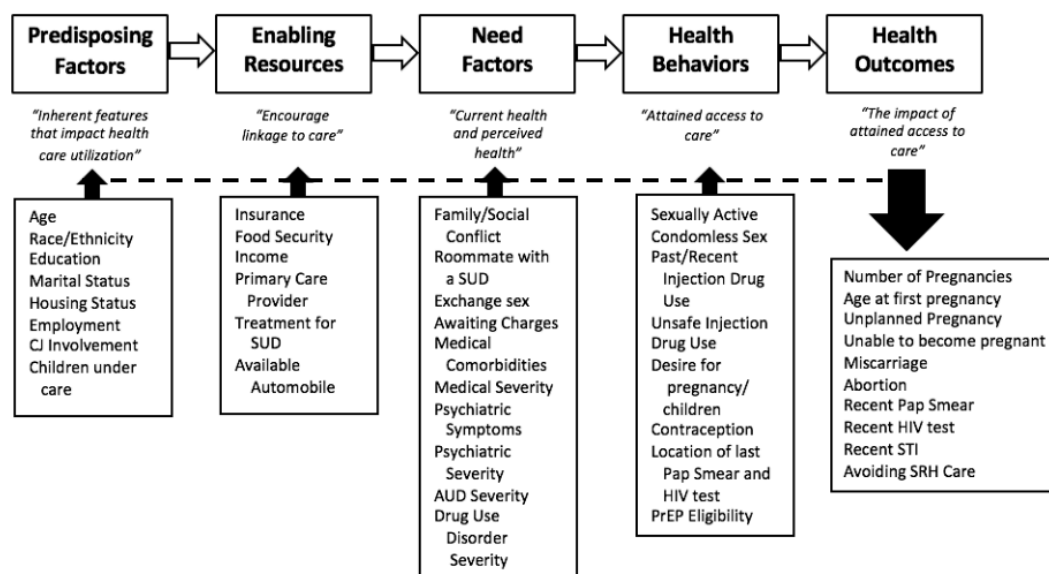 Predisposing
Factors
Enabling
Resources
Need
Factors
Health
Behaviors
Health
Outcomes
“Inherent features
that impact health
care utilization”
“Encourage
linkage to care”
“Current health
and perceived
health”
“Attained access to
care”
“The impact of
attained access to
care”
Age
Race/Ethnicity
Education
Marital Status
Housing Status
Employment
CJ Involvement
Children under
care
Insurance
Food Security
Income
Primary Care
Provider
Treatment for
SUD
Available
Automobile
Family/Social
Conflict
Roommate with
a SUD
Exchange sex
Awaiting Charges
Medical
Comorbidities
Medical Severity
Psychiatric
Symptoms
Psychiatric
Severity
AUD Severity
Drug Use
Disorder
Severity
Sexually Active
Condomless Sex
Past/Recent
Injection Drug
Use
Unsafe Injection
Drug Use
Desire for
pregnancy/
children
Contraception
Location of last
Pap Smear and
HIV test
PrEP Eligibility
Number of Pregnancies
Age at first pregnancy
Unplanned Pregnancy
Unable to become pregnant
Miscarriage
Abortion
Recent Pap Smear
Recent HIV test
Recent STI
Avoiding SRH Care